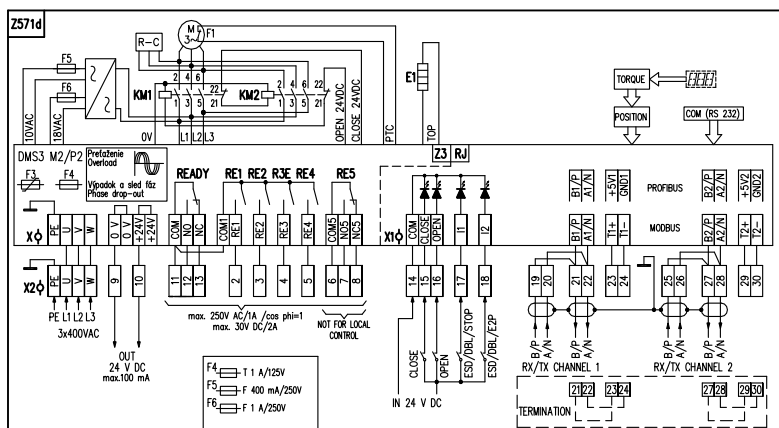 Z571d
R-C
M
3
F1
F5
F6
2 4 6
22
KM1
1 3 5
21
KM2
2 4 6
22
1 3 5
21
E1
TORQUE
POSITION
COM (RS 232)
10VAC
18VAC
0V
L1 L2 L3
OPEN 24VDC
CLOSE 24VDC
PTC
TOP
DMS3 M2/P2
Preťaženie
Overload
Výpadok a sled fáz
Phase drop-out
F3
F4
READY
RE1 RE2 R3E RE4
RE5
Z3 RJ
PROFIBUS
MODBUS
B1/P
A1/N
+5V1
GND1
B2/P
A2/N
+5V2
GND2
X
PE
U
V
W
0 V
0 V
+24V
+24V
COM
NO
NC
COM1
RE1
RE2
RE3
RE4
COM5
NO5
NC5
X1
COM
CLOSE
OPEN
I1
I2
B1/P
A1/N
T1+
T1-
B2/P
A2/N
T2+
T2-
X2
PE
U
V
W
9
10
11 12 13
2
3
4
5
6 7 8
14 15 16
17
18
19 20
21 22
23 24
25 26
27 28
29 30
PE L1 L2 L3
3x400VAC
OUT
24 V DC
max.100 mA
max. 250V AC/1A /cos phi=1
max. 30V DC/2A
NOT FOR LOCAL
CONTROL
F4 T 1 A/125V
F5 F 400 mA/250V
F6 F 1 A/250V
CLOSE
OPEN
ESD/DBL/STOP
ESD/DBL/E2P
IN 24 V DC
B/P
A/N
B/P
A/N
B/P
A/N
B/P
A/N
RX/TX CHANNEL 1
RX/TX CHANNEL 2
21 22 23 24
27 28 29 30
TERMINATION